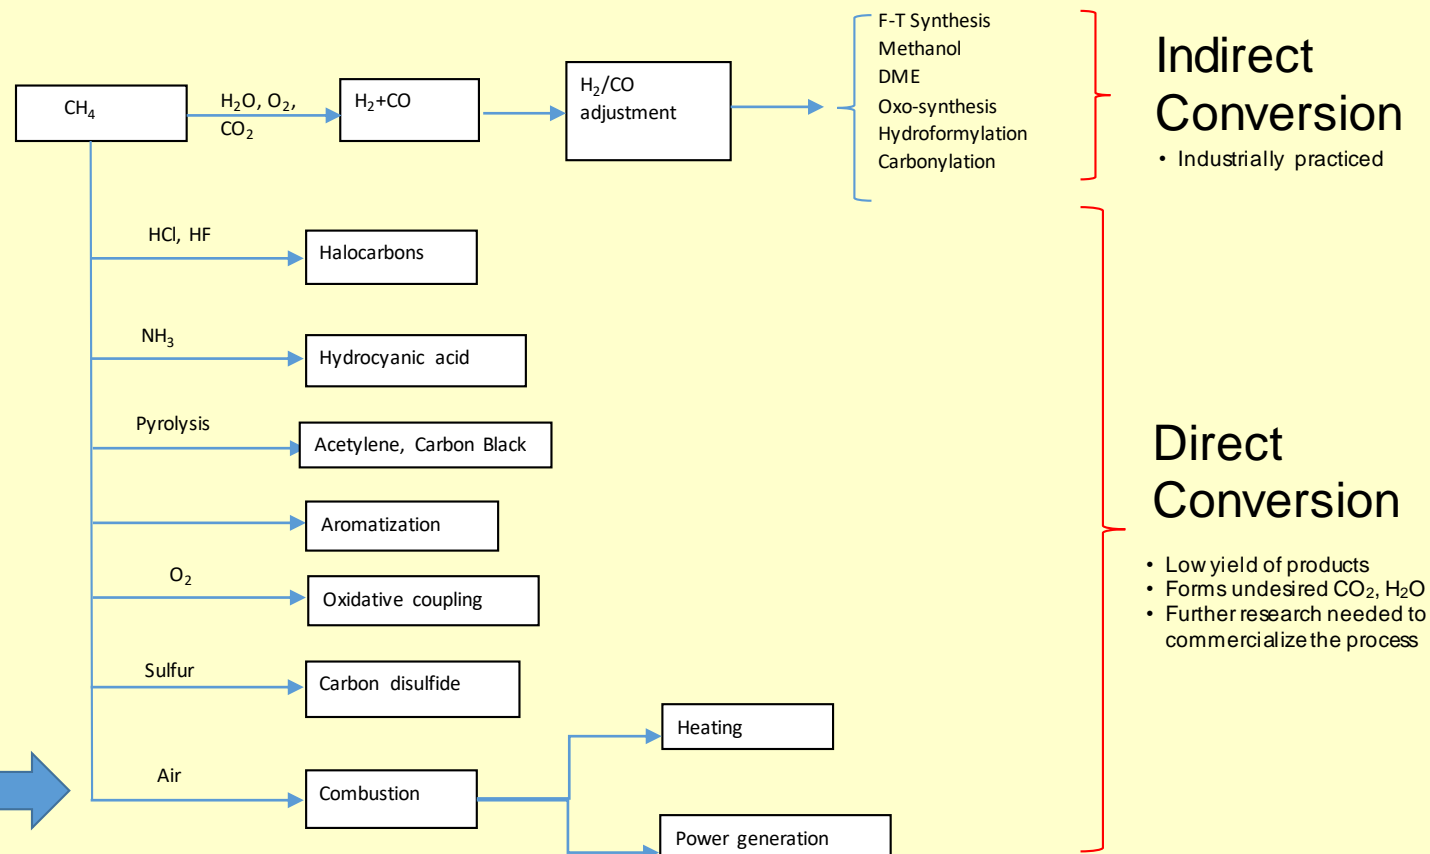 CH₄
H₂O, O₂,
CO₂
H₂+CO
H₂/CO
adjustment
F-T Synthesis
Methanol
DME
Oxo-synthesis
Hydroformylation
Carbonylation
Indirect
Conversion
• Industrially practiced
HCl, HF
Halocarbons
NH₃
Hydrocyanic acid
Pyrolysis
Acetylene, Carbon Black
Aromatization
O₂
Oxidative coupling
Sulfur
Carbon disulfide
Air
Combustion
Heating
Power generation
Direct
Conversion
• Low yield of products
• Forms undesired CO₂, H₂O
• Further research needed to
commercialize the process